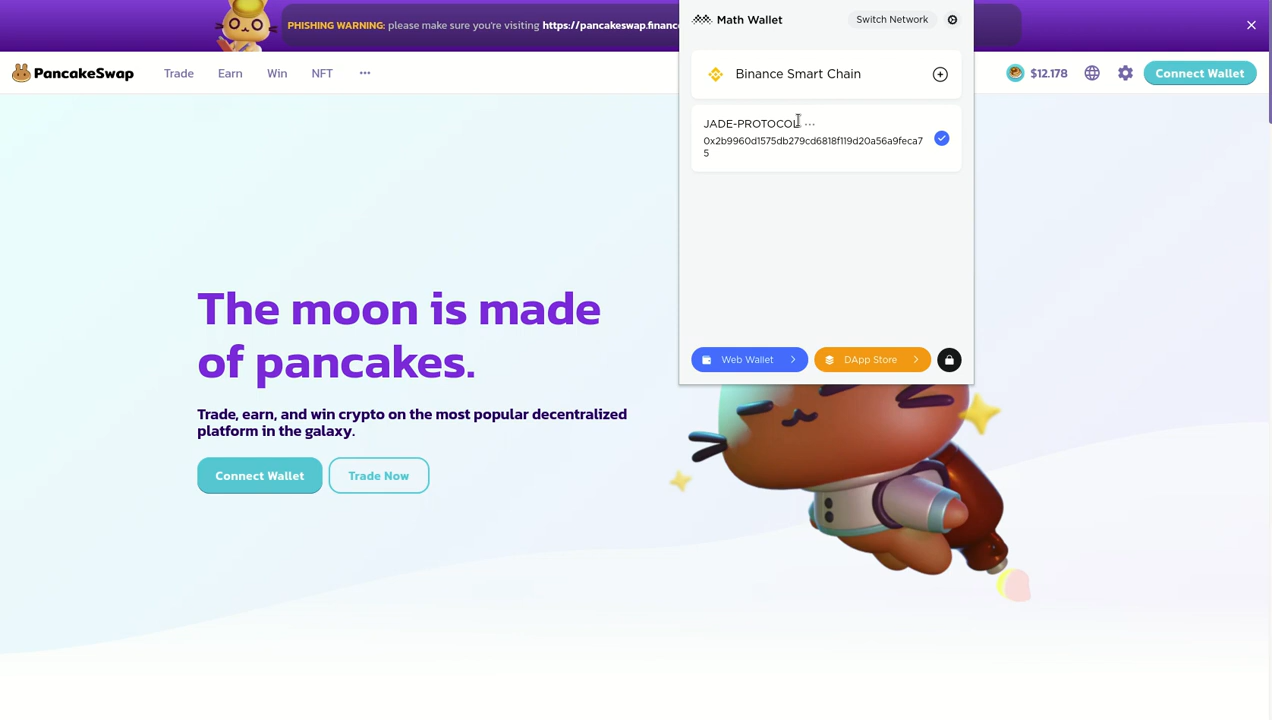 PHISHING WARNING: please make sure you're visiting https://pancakeswap.finance
Math Wallet
Switch Network
Binance Smart Chain
JADE-PROTOCOL ...
0x2b9960d1575db279cd6818f119d20a56a9feca7
5
Web Wallet
DApp Store
PancakeSwap
Trade
Earn
Win
NFT
...
$12.178
Connect Wallet
The moon is made
of pancakes.
Trade, earn, and win crypto on the most popular decentralized
platform in the galaxy.
Connect Wallet
Trade Now